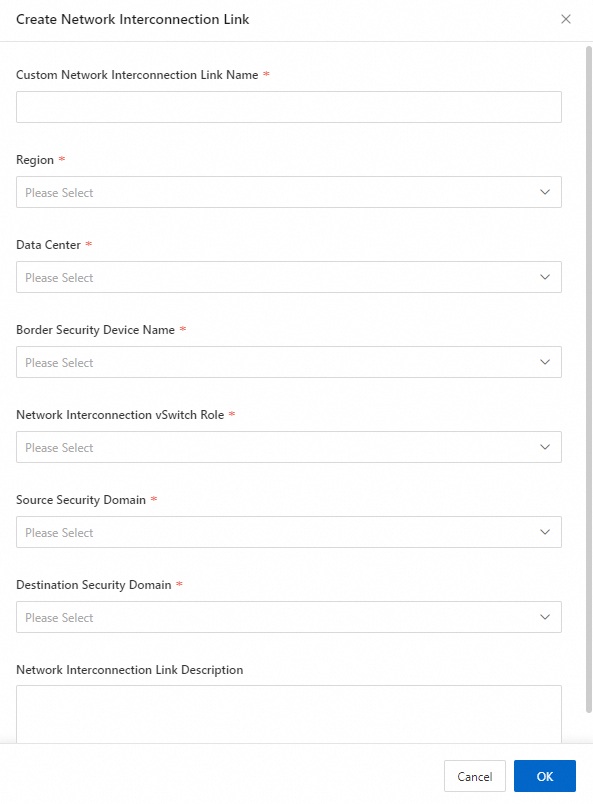 Create Network Interconnection Link
Custom Network Interconnection Link Name *
Region *
Please Select
Data Center *
Please Select
Border Security Device Name *
Please Select
Network Interconnection vSwitch Role *
Please Select
Source Security Domain *
Please Select
Destination Security Domain *
Please Select
Network Interconnection Link Description
Cancel OK